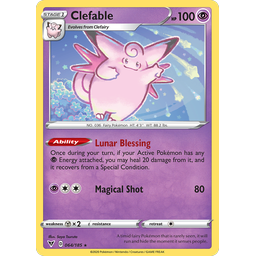 STAGE 1
Clefable
HP 100
Evolves from Clefairy
NO. 036 Fairy Pokémon HT: 4'3" WT: 88.2 lbs.
Ability Lunar Blessing
Once during your turn, if your Active Pokémon has any
Energy attached, you may heal 20 damage from it, and
it recovers from a Special Condition.
Magical Shot 80
weakness ×2 resistance retreat
064/185